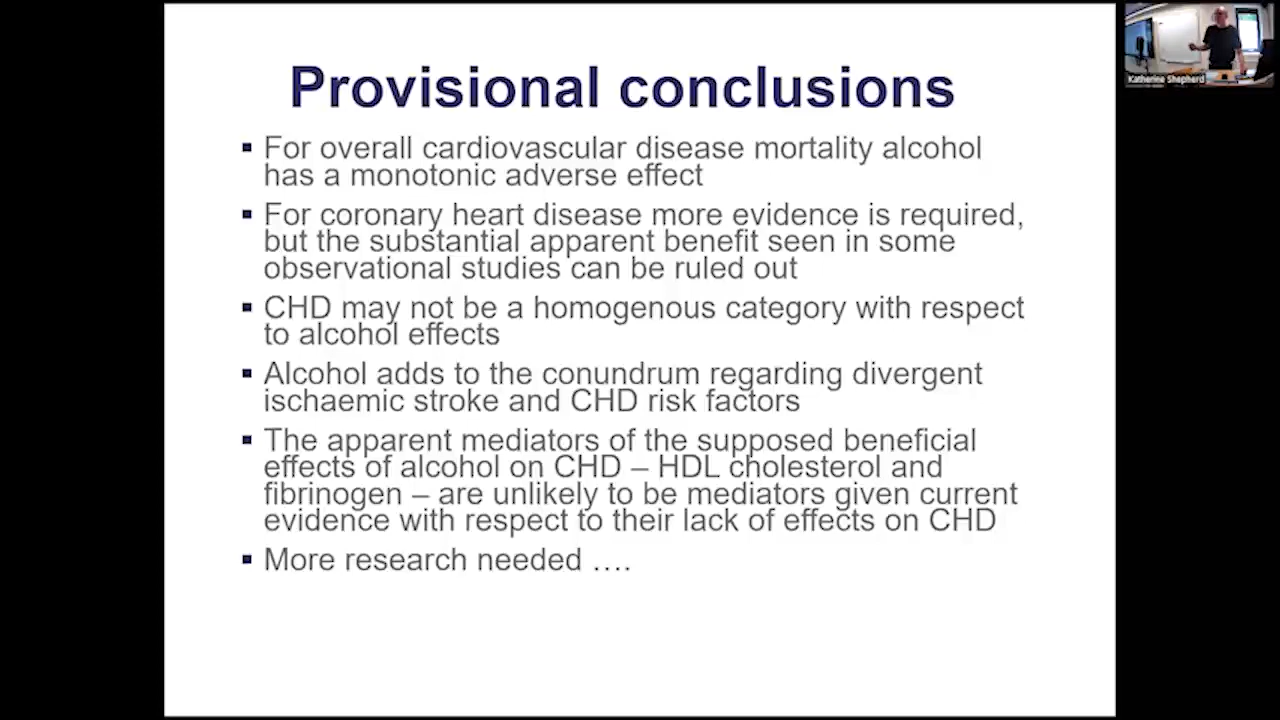 Provisional conclusions
▪ For overall cardiovascular disease mortality alcohol
has a monotonic adverse effect
▪ For coronary heart disease more evidence is required,
but the substantial apparent benefit seen in some
observational studies can be ruled out
▪ CHD may not be a homogenous category with respect
to alcohol effects
▪ Alcohol adds to the conundrum regarding divergent
ischaemic stroke and CHD risk factors
▪ The apparent mediators of the supposed beneficial
effects of alcohol on CHD – HDL cholesterol and
fibrinogen – are unlikely to be mediators given current
evidence with respect to their lack of effects on CHD
▪ More research needed ….
Katherine Shepherd